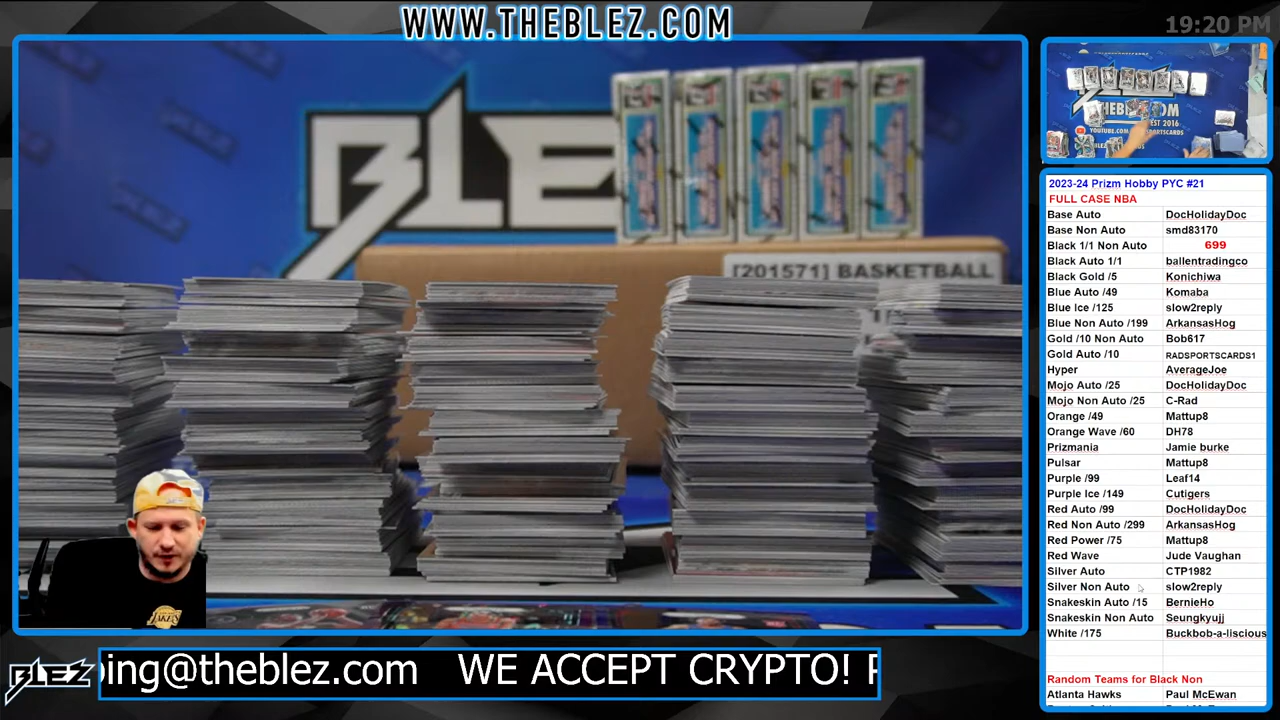 WWW.THEBLEZ.COM
19:20 PM
BLEZ
[201571] BASKETBALL
EST 2016
2023-24 Prizm Hobby PYC #21
FULL CASE NBA
Base Auto DocHolidayDoc
Base Non Auto smd83170
Black 1/1 Non Auto 699
Black Auto 1/1 ballentradingco
Black Gold /5 Konichiwa
Blue Auto /49 Komaba
Blue Ice /125 slow2reply
Blue Non Auto /199 ArkansasHog
Gold /10 Non Auto Bob617
Gold Auto /10 RADSPORTSCARDS1
Hyper AverageJoe
Mojo Auto /25 DocHolidayDoc
Mojo Non Auto /25 C-Rad
Orange /49 Mattup8
Orange Wave /60 DH78
Prizmania Jamie burke
Pulsar Mattup8
Purple /99 Leaf14
Purple Ice /149 Cutigers
Red Auto /99 DocHolidayDoc
Red Non Auto /299 ArkansasHog
Red Power /75 Mattup8
Red Wave Jude Vaughan
Silver Auto CTP1982
Silver Non Auto slow2reply
Snakeskin Auto /15 BernieHo
Snakeskin Non Auto Seungkyujj
White /175 Buckbob-a-liscious
Random Teams for Black Non
Atlanta Hawks Paul McEwan
LAKERS
BLEZ
ping@theblez.com WE ACCEPT CRYPTO!